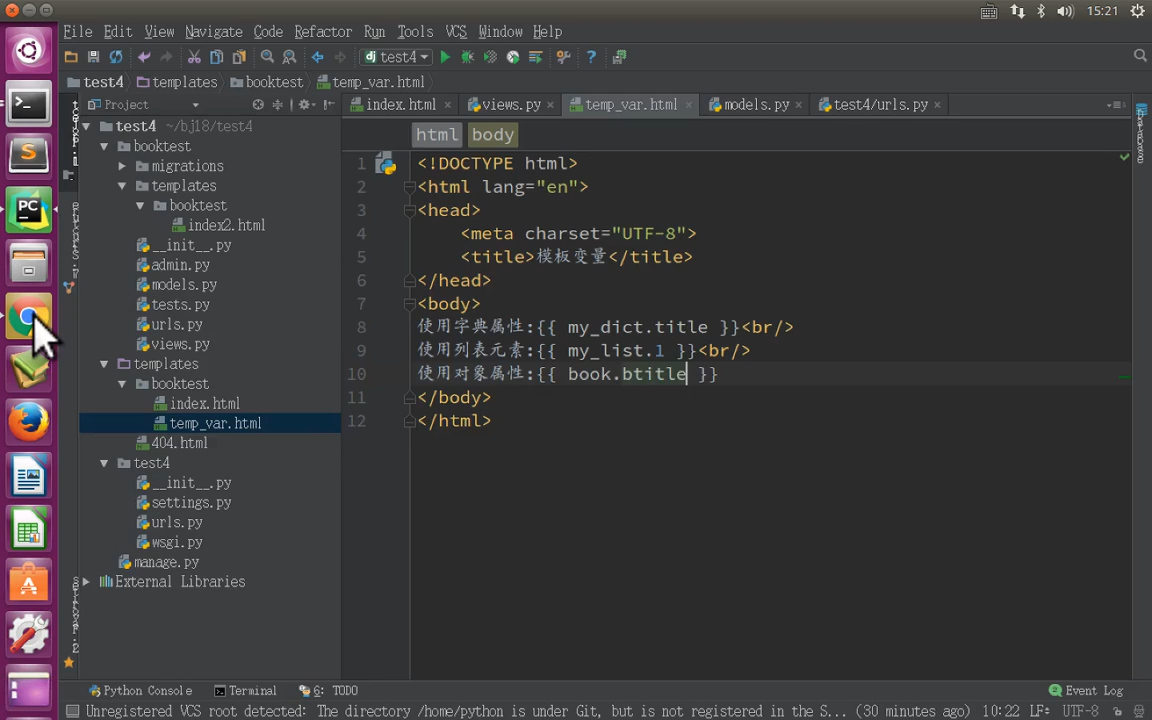 15:21
File Edit View Navigate Code Refactor Run Tools VCS Window Help
dj test4
test4 templates booktest temp_var.html
Project
index.html views.py temp_var.html models.py test4/urls.py
html body
test4 ~/bj18/test4
booktest
migrations
templates
booktest
index2.html
__init__.py
admin.py
models.py
tests.py
urls.py
views.py
templates
booktest
index.html
temp_var.html
404.html
test4
__init__.py
settings.py
urls.py
wsgi.py
manage.py
External Libraries
1 <!DOCTYPE html>
2 <html lang="en">
3 <head>
4 <meta charset="UTF-8">
5 <title>模板变量</title>
6 </head>
7 <body>
8 使用字典属性:{{ my_dict.title }}<br/>
9 使用列表元素:{{ my_list.1 }}<br/>
10 使用对象属性:{{ book.btitle }}
11 </body>
12 </html>
Database
Python Console Terminal 6: TODO Event Log
Unregistered VCS root detected: The directory /home/python is under Git, but is not registered in the S... (30 minutes ago) 10:22 LF÷ UTF-8÷